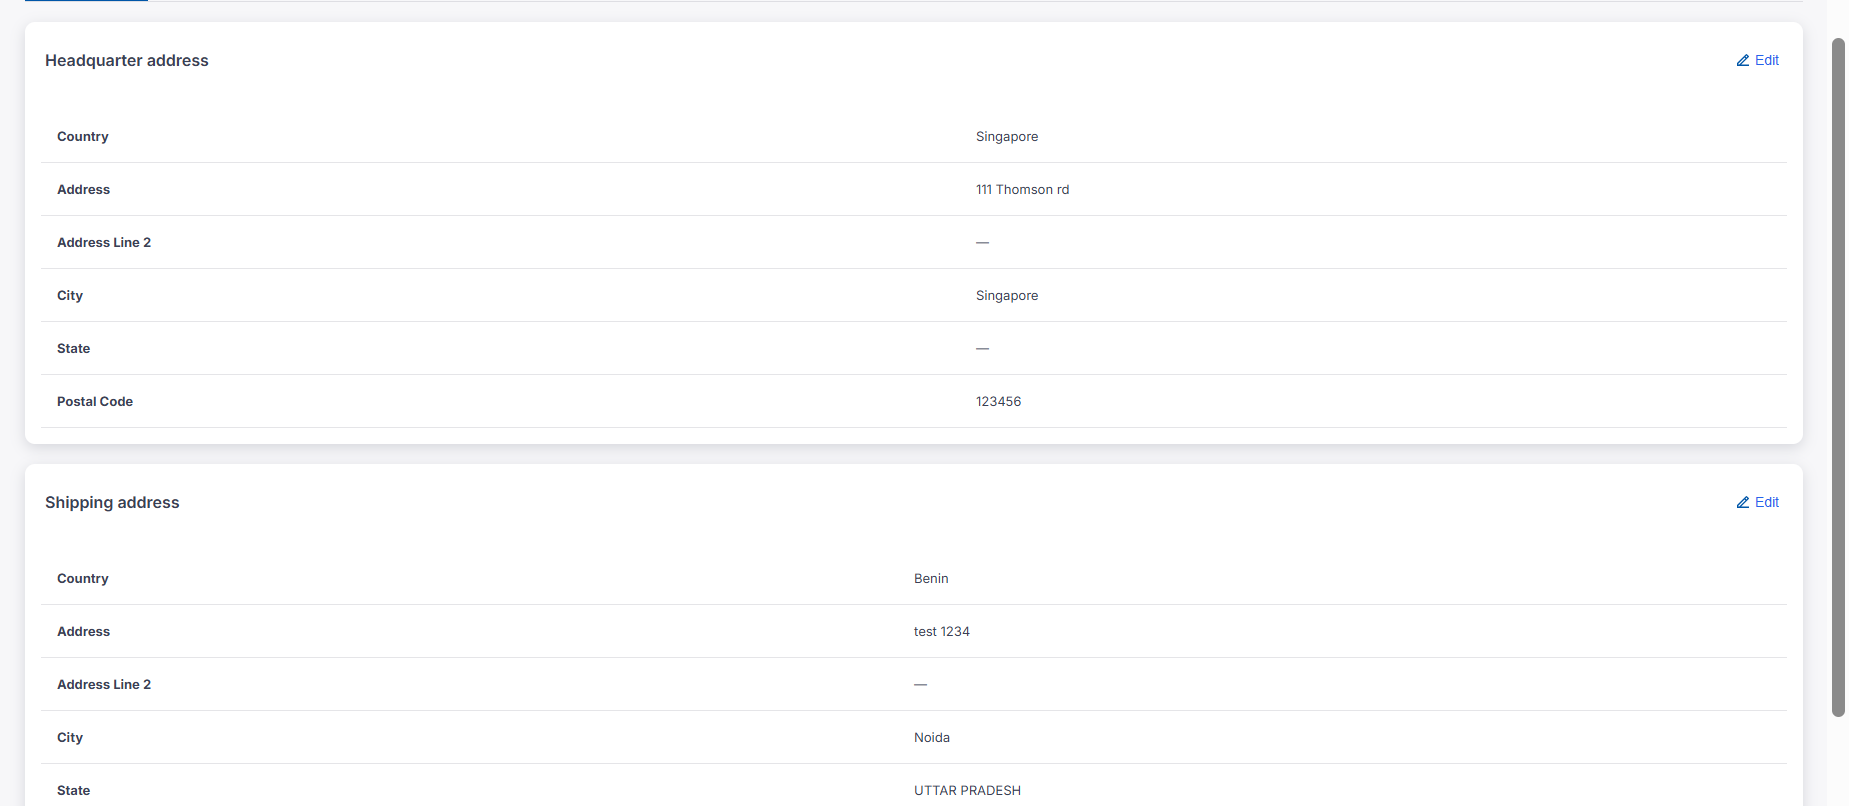 Headquarter address
Edit
Country Singapore
Address 111 Thomson rd
Address Line 2 —
City Singapore
State —
Postal Code 123456
Shipping address
Edit
Country Benin
Address test 1234
Address Line 2 —
City Noida
State UTTAR PRADESH